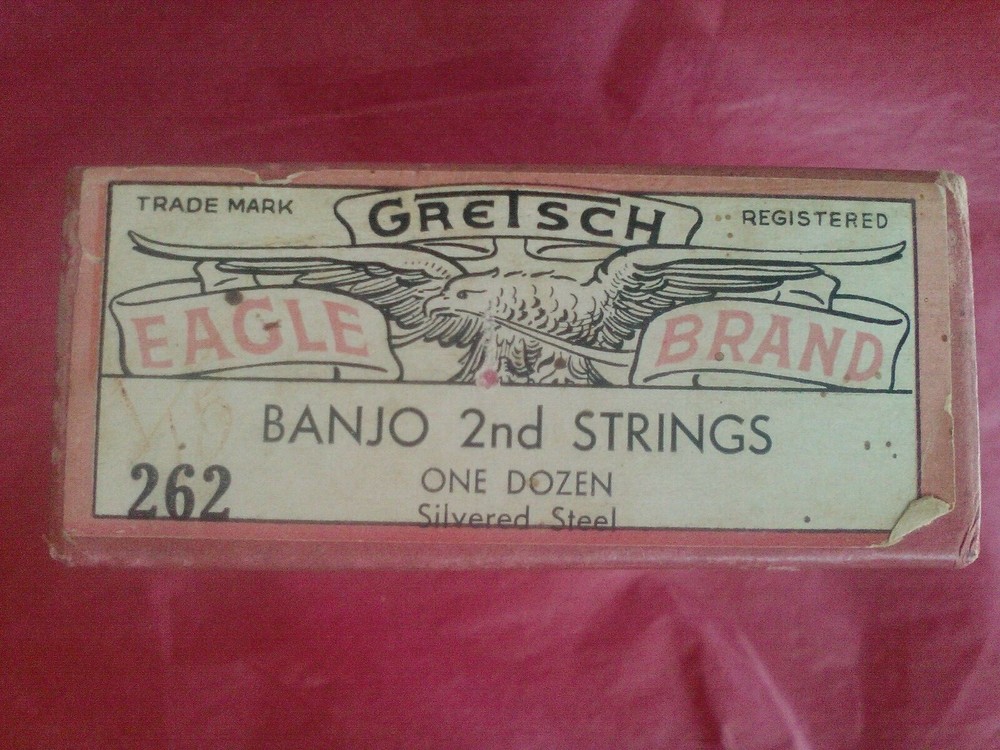 TRADE MARK GRETSCH REGISTERED
EAGLE BRAND
BANJO 2nd STRINGS
262 ONE DOZEN
Silvered Steel